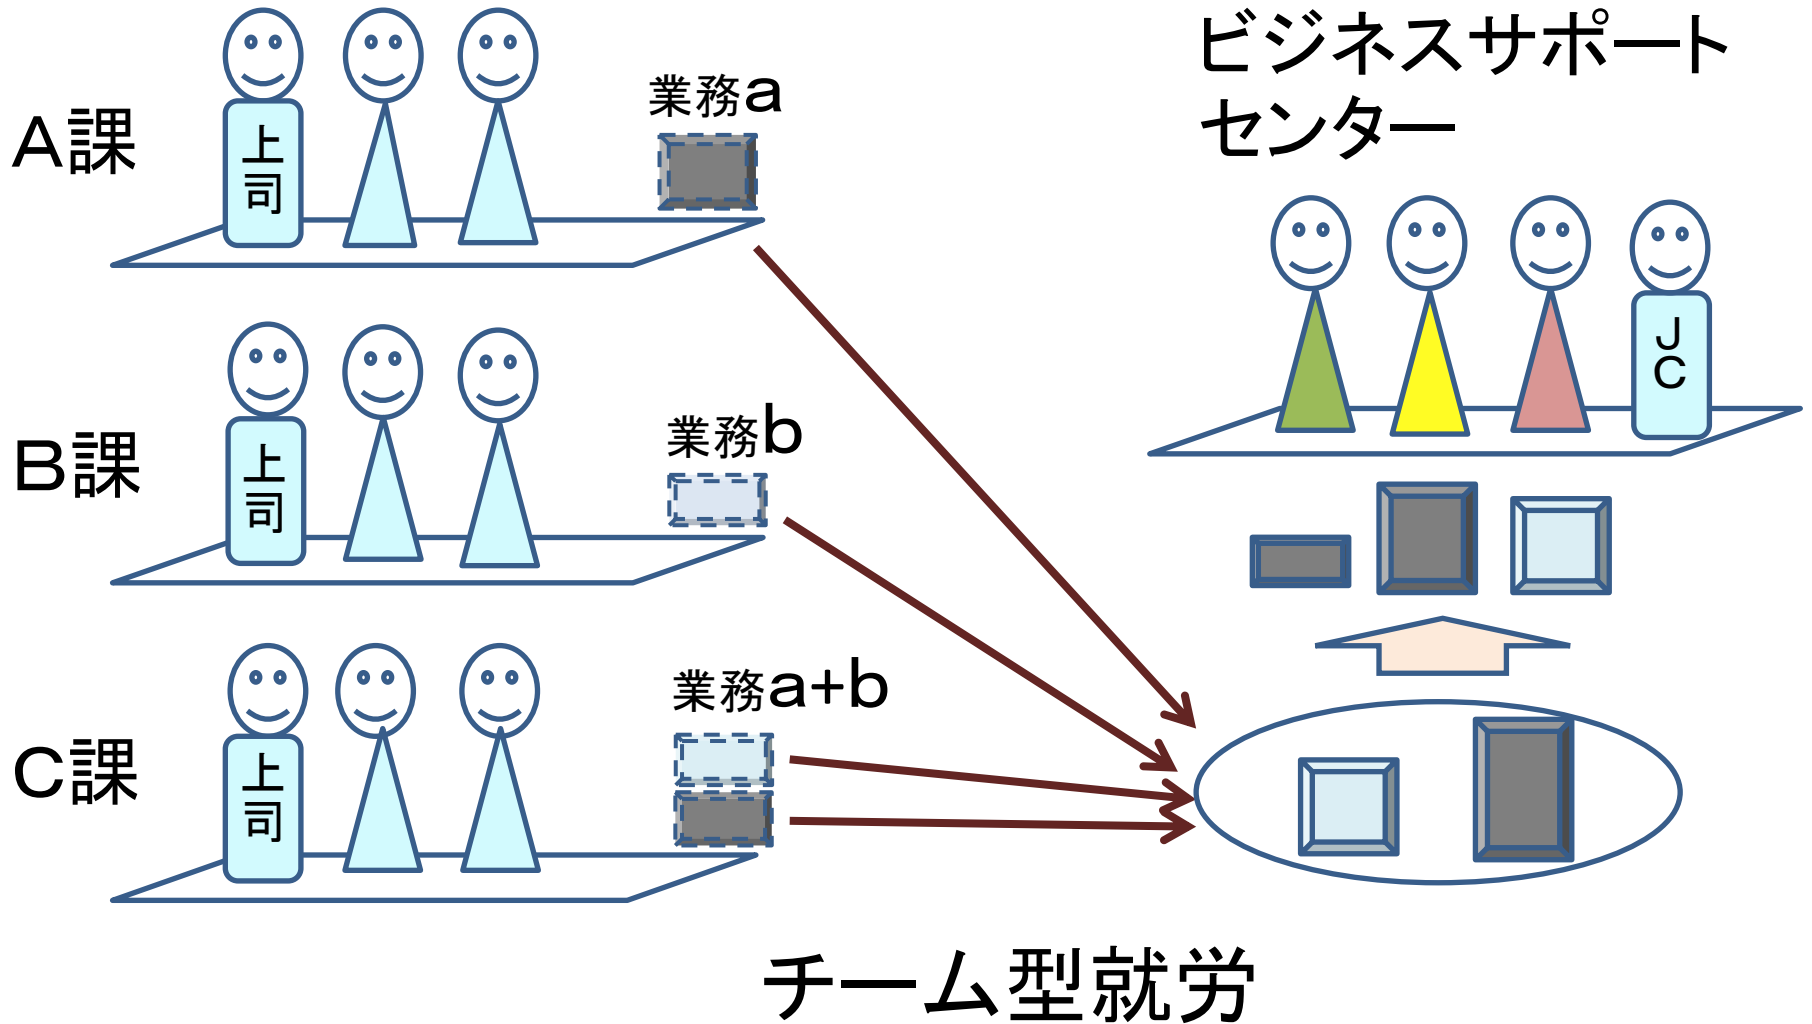 A課
上司
業務a
B課
上司
業務b
C課
上司
業務a+b
ビジネスサポート
センター
JC
チーム型就労